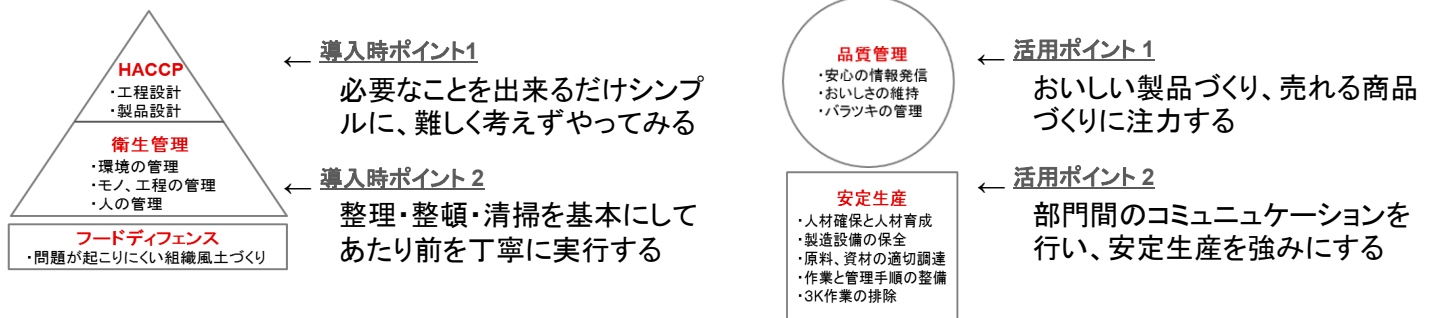 HACCP
・工程設計
・製品設計
衛生管理
・環境の管理
・モノ、工程の管理
・人の管理
フードディフェンス
・問題が起こりにくい組織風土づくり
← 導入時ポイント1
必要なことを出来るだけシンプ
ルに、難しく考えずやってみる
← 導入時ポイント 2
整理・整頓・清掃を基本にして
あたり前を丁寧に実行する
品質管理
・安心の情報発信
・おいしさの維持
・バラツキの管理
安定生産
・人材確保と人材育成
・製造設備の保全
・原料、資材の適切調達
・作業と管理手順の整備
・3K作業の排除
← 活用ポイント 1
おいしい製品づくり、売れる商品
づくりに注力する
← 活用ポイント 2
部門間のコミュニュケーションを
行い、安定生産を強みにする